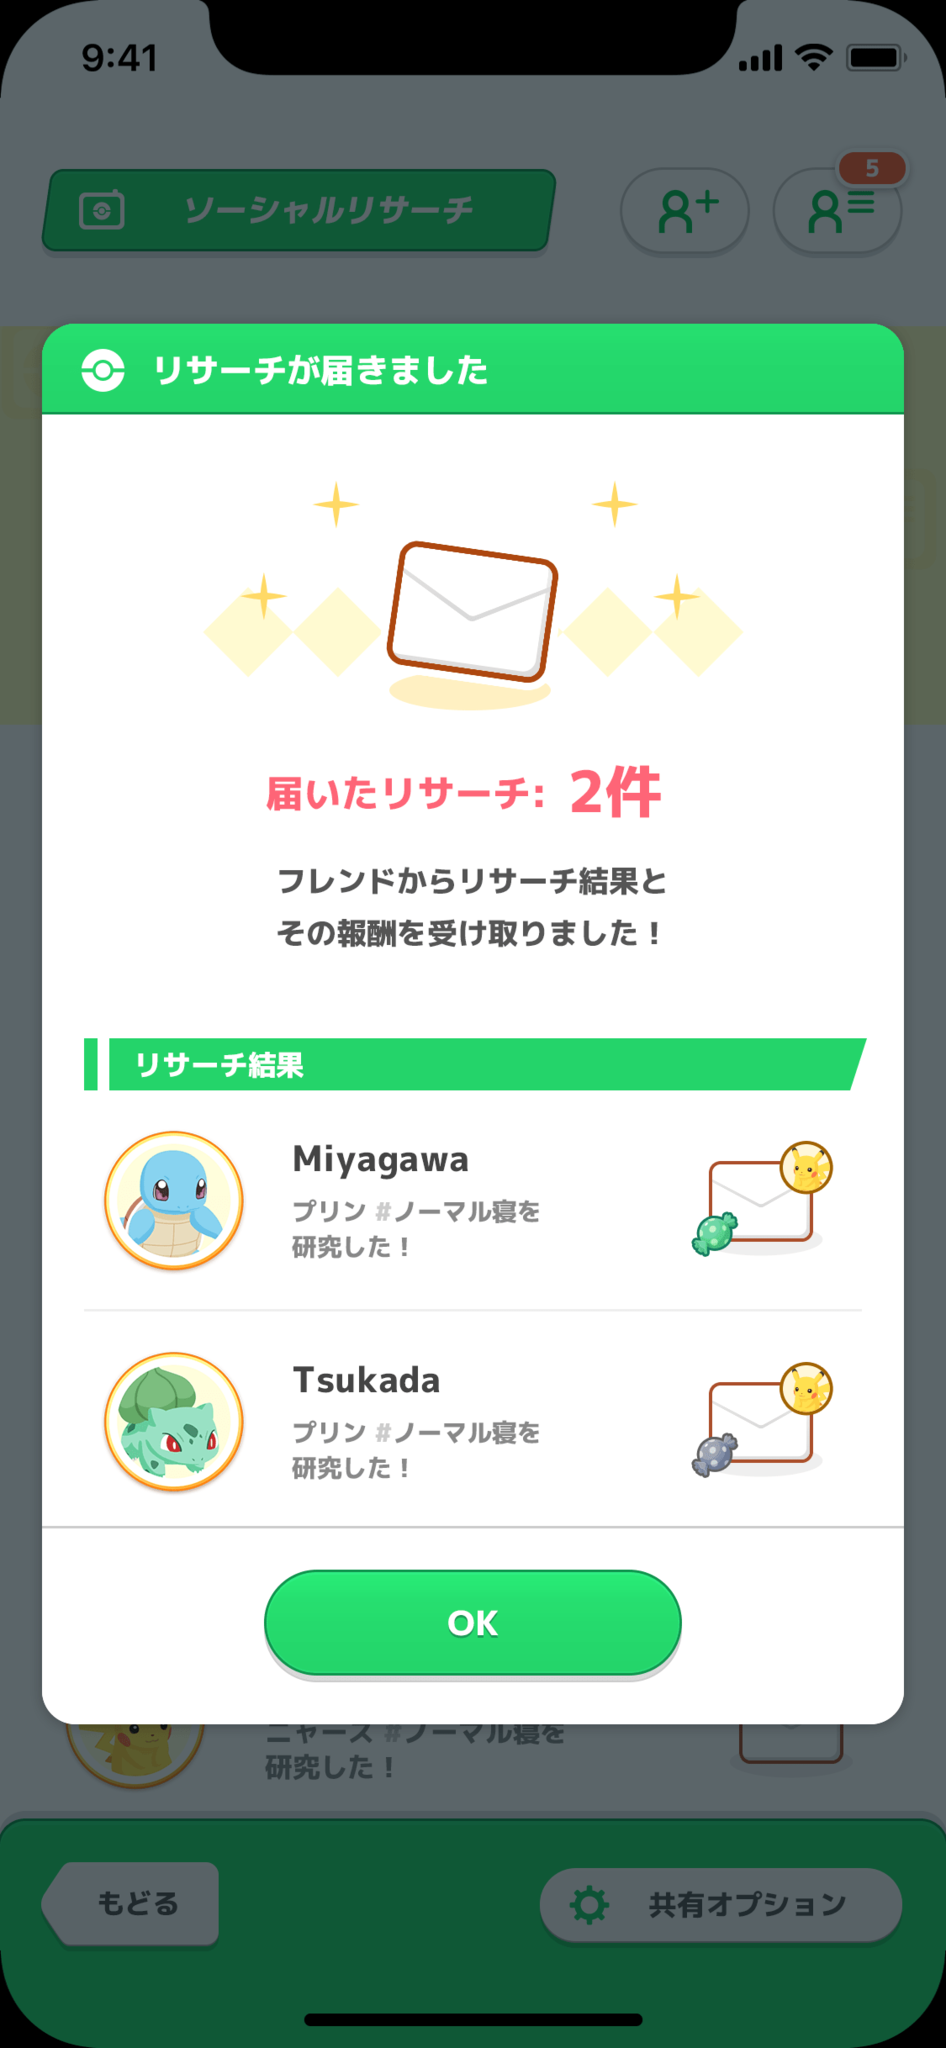 9:41
ソーシャルリサーチ
5
リサーチが届きました
届いたリサーチ: 2件
フレンドからリサーチ結果と
その報酬を受け取りました！
リサーチ結果
Miyagawa
プリン #ノーマル寝を
研究した！
Tsukada
プリン #ノーマル寝を
研究した！
OK
ニャース #ノーマル寝を
研究した！
もどる
共有オプション